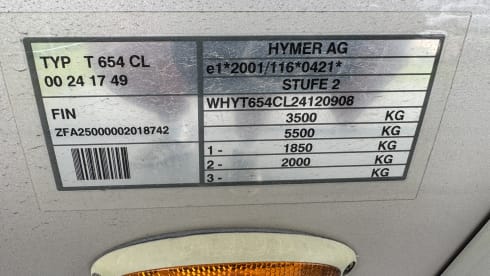 TYP T 654 CL
00 24 17 49
FIN
ZFA25000002018742
HYMER AG
e1*2001/116*0421*
STUFE 2
WHYT654CL24120908
3500 KG
5500 KG
1 - 1850 KG
2 - 2000 KG
3 - KG